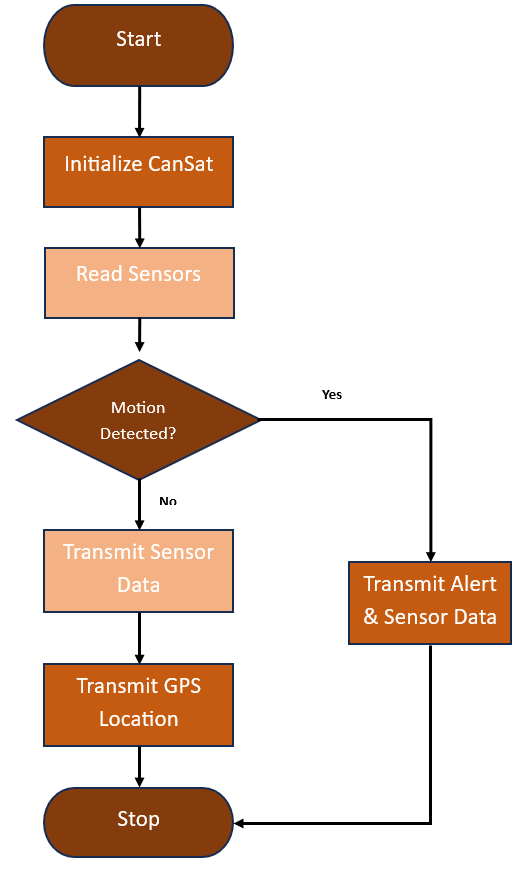 Start
Initialize CanSat
Read Sensors
Motion
Detected?
Yes
No
Transmit Sensor
Data
Transmit Alert
& Sensor Data
Transmit GPS
Location
Stop